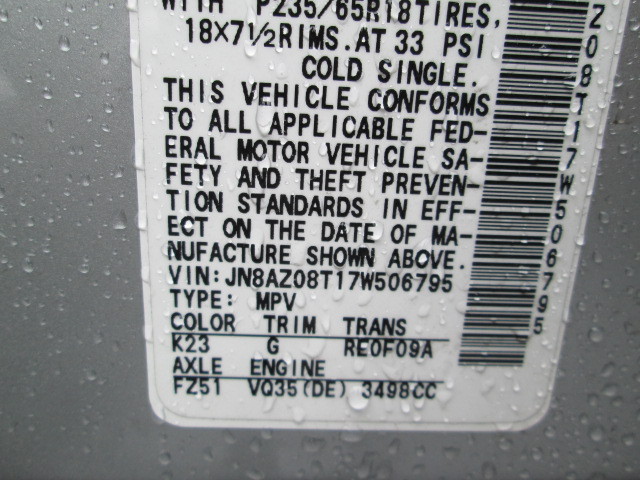 WITH P235/65R18TIRES,
18X7½RIMS.AT 33 PSI
COLD SINGLE.
THIS VEHICLE CONFORMS
TO ALL APPLICABLE FED-
ERAL MOTOR VEHICLE SA-
FETY AND THEFT PREVEN-
TION STANDARDS IN EFF-
ECT ON THE DATE OF MA-
NUFACTURE SHOWN ABOVE.
VIN:JN8AZ08T17W506795
TYPE: MPV
COLOR TRIM TRANS
K23 G RE0F09A
AXLE ENGINE
FZ51 VQ35(DE) 3498CC
Z08T17W506795